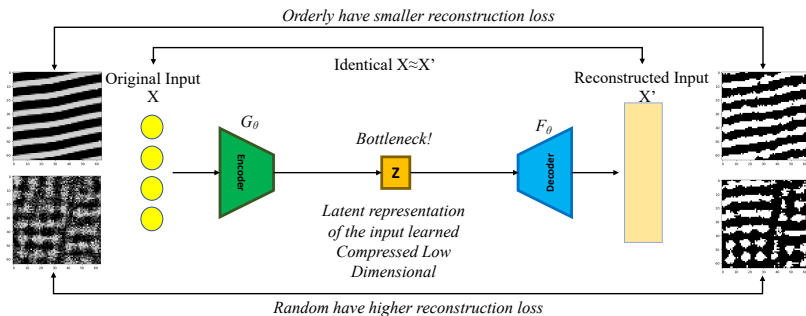 Orderly have smaller reconstruction loss
Identical X≈X’
Original Input
X
Reconstructed Input
X’
Gθ
Fθ
Encoder
Bottleneck!
Z
Decoder
Latent representation
of the input learned
Compressed Low
Dimensional
Random have higher reconstruction loss